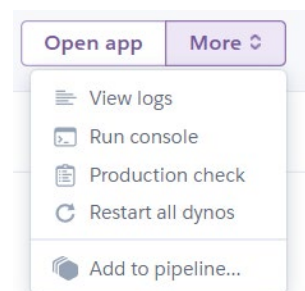 Open app More
View logs
Run console
Production check
Restart all dynos
Add to pipeline...